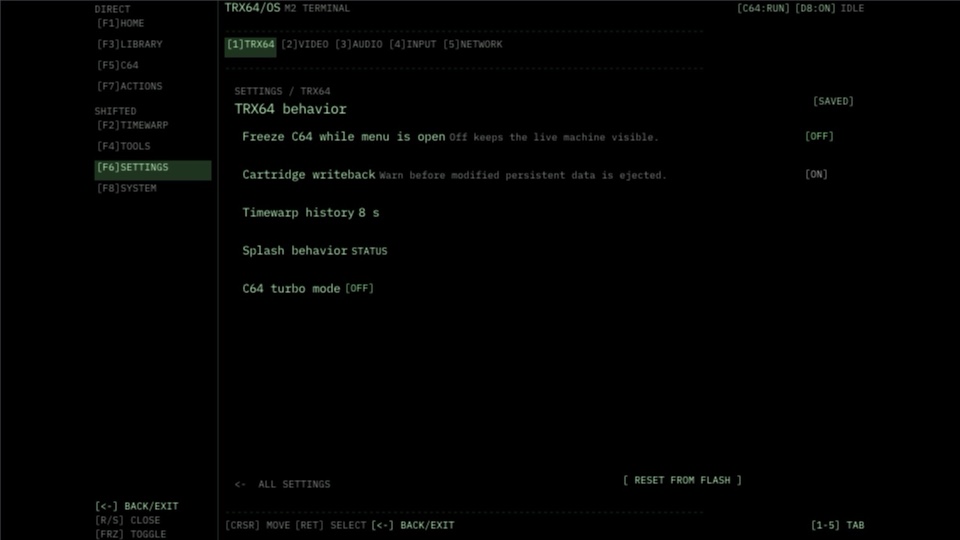 DIRECT
[F1]HOME
[F3]LIBRARY
[F5]C64
[F7]ACTIONS
SHIFTED
[F2]TIMEWARP
[F4]TOOLS
[F6]SETTINGS
[F8]SYSTEM
[<-] BACK/EXIT
[R/S] CLOSE
[FRZ] TOGGLE
TRX64/OS M2 TERMINAL [C64:RUN] [D8:ON] IDLE
[1]TRX64 [2]VIDEO [3]AUDIO [4]INPUT [5]NETWORK
SETTINGS / TRX64
TRX64 behavior [SAVED]
Freeze C64 while menu is open Off keeps the live machine visible. [OFF]
Cartridge writeback Warn before modified persistent data is ejected. [ON]
Timewarp history 8 s
Splash behavior STATUS
C64 turbo mode [OFF]
<- ALL SETTINGS [ RESET FROM FLASH ]
[CRSR] MOVE [RET] SELECT [<-] BACK/EXIT [1-5] TAB